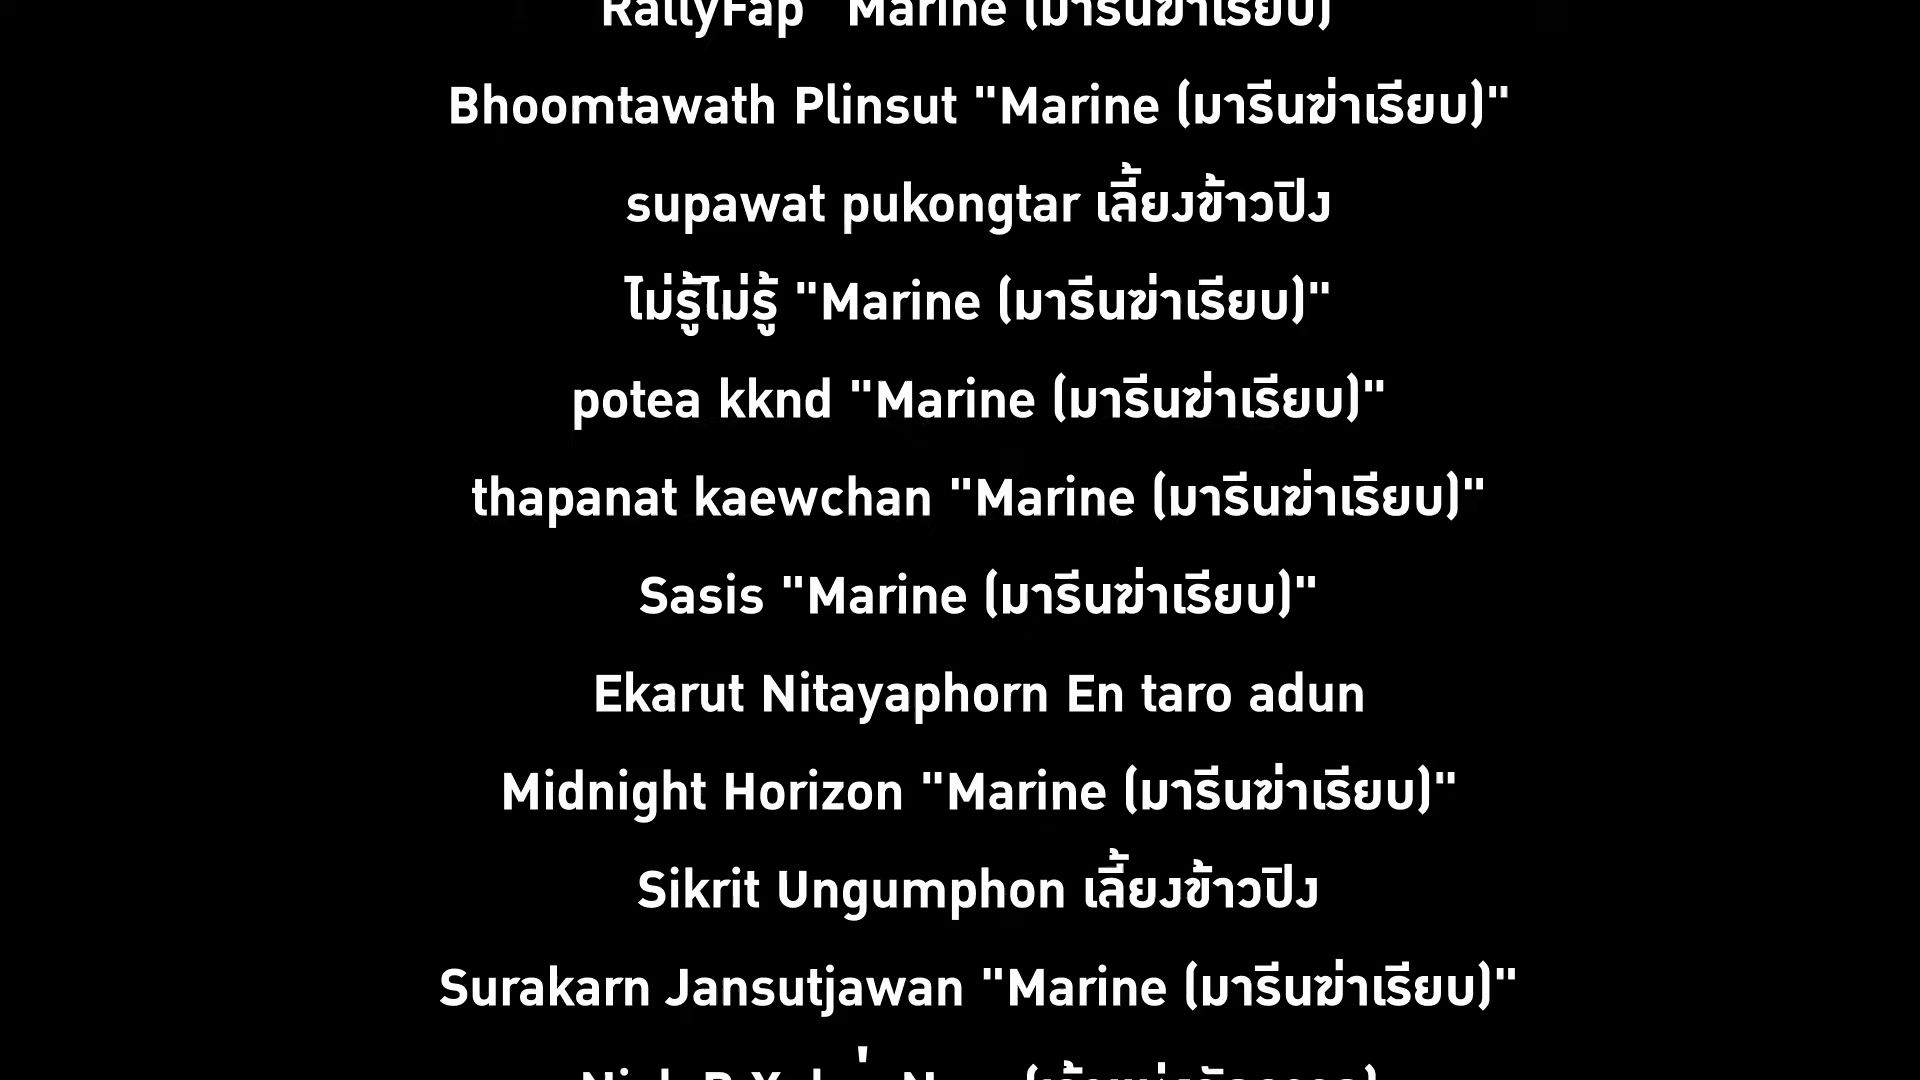 RallyFap "Marine (มารีนฆ่าเรียบ)"
Bhoomtawath Plinsut "Marine (มารีนฆ่าเรียบ)"
supawat pukongtar เลี้ยงข้าวปิง
ไม่รู้ไม่รู้ "Marine (มารีนฆ่าเรียบ)"
potea kknd "Marine (มารีนฆ่าเรียบ)"
thapanat kaewchan "Marine (มารีนฆ่าเรียบ)"
Sasis "Marine (มารีนฆ่าเรียบ)"
Ekarut Nitayaphorn En taro adun
Midnight Horizon "Marine (มารีนฆ่าเรียบ)"
Sikrit Ungumphon เลี้ยงข้าวปิง
Surakarn Jansutjawan "Marine (มารีนฆ่าเรียบ)"